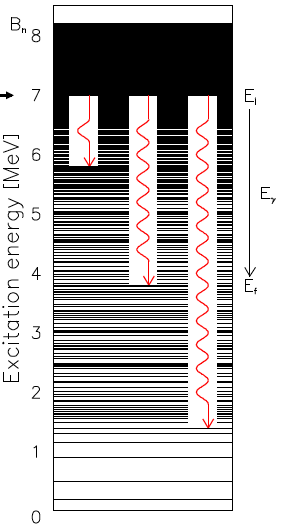 Bn
8
7
6
5
4
3
2
1
0
Excitation energy [MeV]
EI
Eγ
Ef